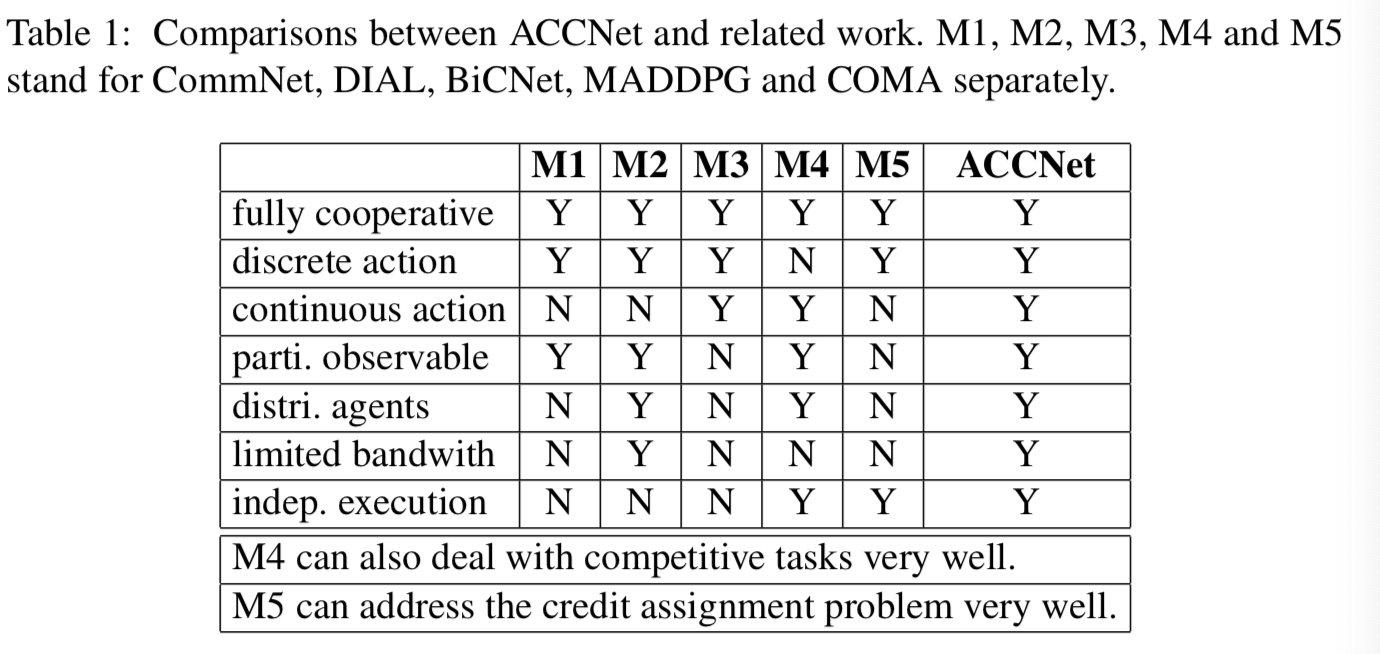 Table 1: Comparisons between ACCNet and related work. M1, M2, M3, M4 and M5
stand for CommNet, DIAL, BiCNet, MADDPG and COMA separately.
M1 M2 M3 M4 M5 ACCNet
fully cooperative Y Y Y Y Y Y
discrete action Y Y Y N Y Y
continuous action N N Y Y N Y
parti. observable Y Y N Y N Y
distri. agents N Y N Y N Y
limited bandwith N Y N N N Y
indep. execution N N N Y Y Y
M4 can also deal with competitive tasks very well.
M5 can address the credit assignment problem very well.